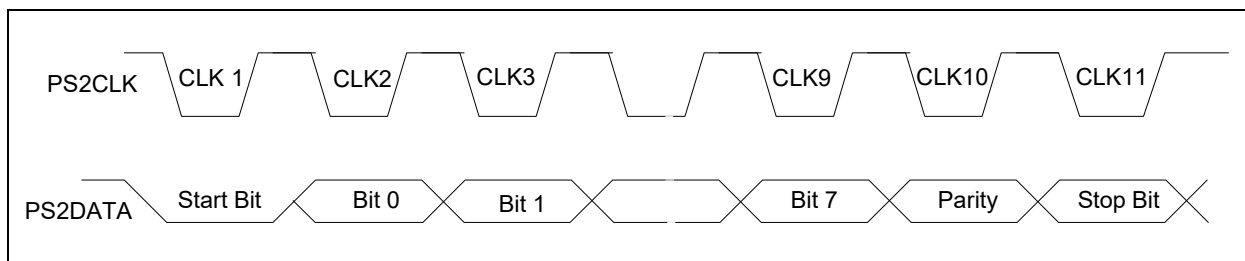 PS2CLK CLK 1 CLK2 CLK3 CLK9 CLK10 CLK11
PS2DATA Start Bit Bit 0 Bit 1 Bit 7 Parity Stop Bit